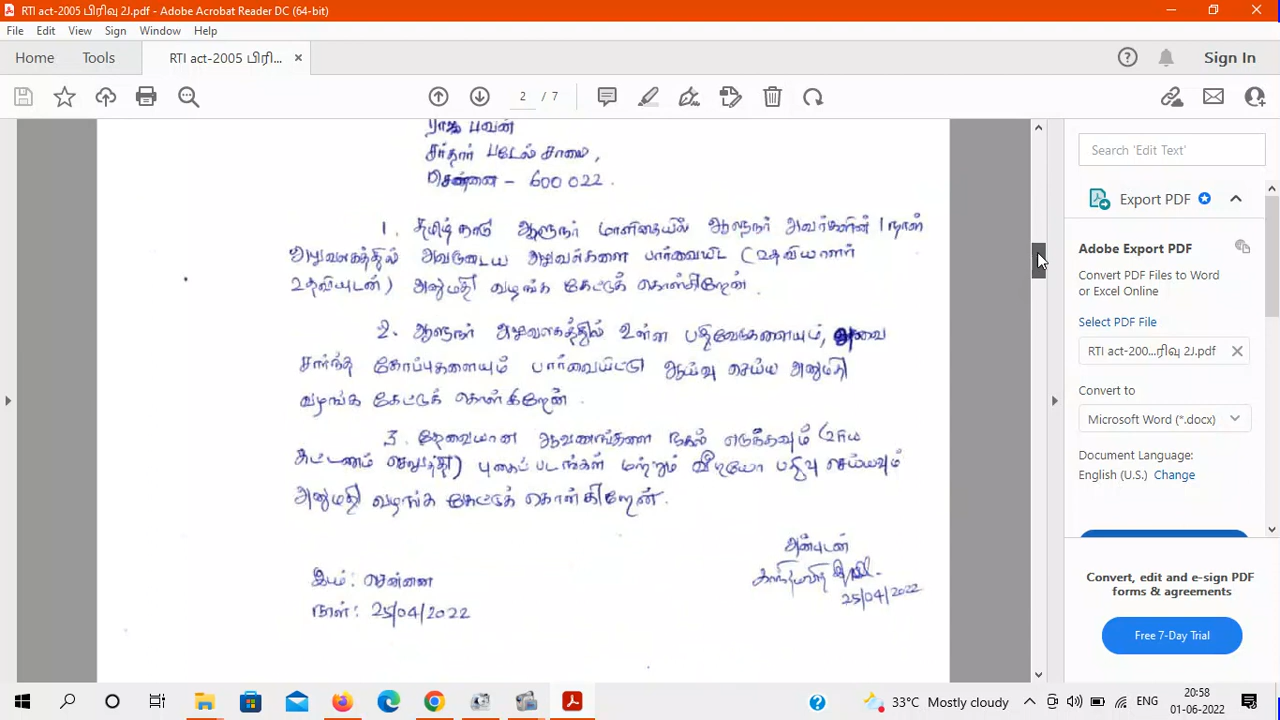 RTI act-2005 பிரிவு 2J.pdf - Adobe Acrobat Reader DC (64-bit)
File Edit View Sign Window Help
Home Tools RTI act-2005 பிரி... × Sign In
2 / 7
ராஜ பவன்
சர்தார் படேல் சாலை,
சென்னை - 600 022.
1. தமிழ்நாடு ஆளுநர் மாளிகையில் ஆளுநர் அவர்களின் 1நாள்
அலுவலகத்தில் அவருடைய அலுவல்களை பார்வையிட (உதவியாளர்
உதவியுடன்) அனுமதி வழங்க கேட்டுக் கொள்கிறேன்.
2. ஆளுநர் அலுவலகத்தில் உள்ள பதிவேடுகளையும், அவை
சார்ந்த கோப்புகளையும் பார்வையிட்டு ஆய்வு செய்ய அனுமதி
வழங்க கேட்டுக் கொள்கிறேன்.
3. தேவையான ஆவணங்களை நகல் எடுக்கவும் (உரிய
கட்டணம் செலுத்தி) புகைப் படங்கள் மற்றும் வீடியோ பதிவு செய்யவும்
அனுமதி வழங்க கேட்டுக் கொள்கிறேன்.
அன்புடன்
25/04/2022
இடம்: சென்னை
நாள்: 25/04/2022
Search 'Edit Text'
Export PDF
Adobe Export PDF
Convert PDF Files to Word
or Excel Online
Select PDF File
RTI act-200...ரிவு 2J.pdf ×
Convert to
Microsoft Word (*.docx)
Document Language:
English (U.S.) Change
Convert, edit and e-sign PDF
forms & agreements
Free 7-Day Trial
33°C Mostly cloudy ENG 20:58
01-06-2022